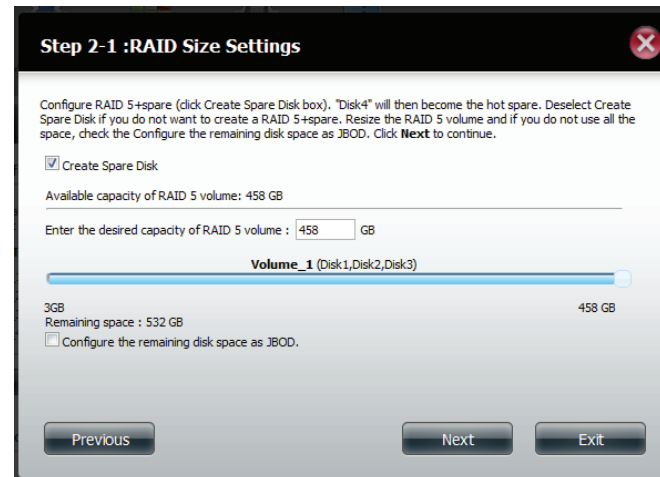 Step 2-1 :RAID Size Settings
Configure RAID 5+spare (click Create Spare Disk box). "Disk4" will then become the hot spare. Deselect Create
Spare Disk if you do not want to create a RAID 5+spare. Resize the RAID 5 volume and if you do not use all the
space, check the Configure the remaining disk space as JBOD. Click Next to continue.
Create Spare Disk
Available capacity of RAID 5 volume: 458 GB
Enter the desired capacity of RAID 5 volume : 458 GB
Volume_1 (Disk1,Disk2,Disk3)
3GB 458 GB
Remaining space : 532 GB
Configure the remaining disk space as JBOD.
Previous Next Exit